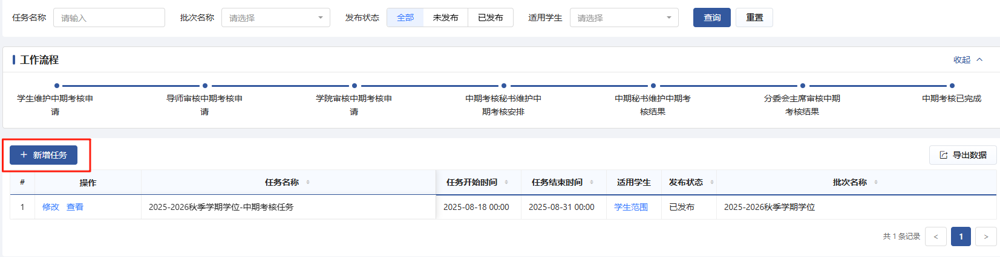 任务名称 请输入 批次名称 请选择 发布状态 全部 未发布 已发布 适用学生 请选择 查询 重置
工作流程 收起
学生维护中期考核申
请
导师审核中期考核申
请
学院审核中期考核申
请
中期考核秘书维护中
期考核安排
中期秘书维护中期考
核结果
分委会主席审核中期
考核结果
中期考核已完成
+ 新增任务 导出数据
# 操作 任务名称 任务开始时间 任务结束时间 适用学生 发布状态 批次名称
1 修改 查看 2025-2026秋季学期学位-中期考核任务 2025-08-18 00:00 2025-08-31 00:00 学生范围 已发布 2025-2026秋季学期学位
共 1 条记录 < 1 >